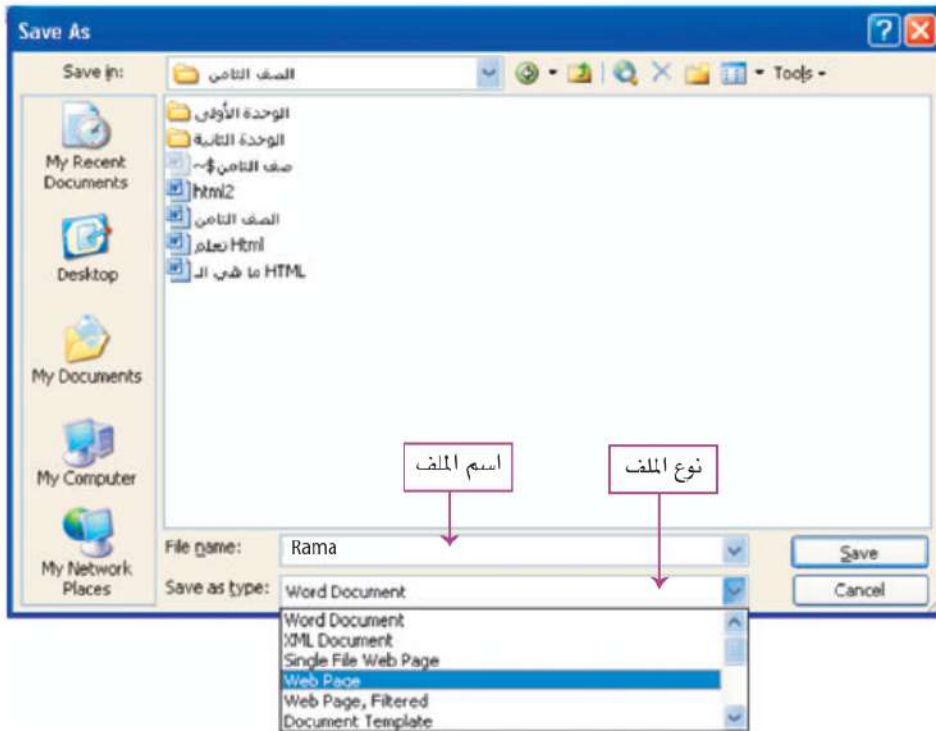 Save As
Save in:
الصف الثامن
Tools
My Recent
Documents
Desktop
My Documents
My Computer
My Network
Places
الوحدة الأولى
الوحدة الثانية
~$صف الثامن
html2
الصف الثامن
تعلم Html
ما هي الـ HTML
اسم الملف
نوع الملف
File name:
Rama
Save
Save as type:
Word Document
Cancel
Word Document
XML Document
Single File Web Page
Web Page
Web Page, Filtered
Document Template